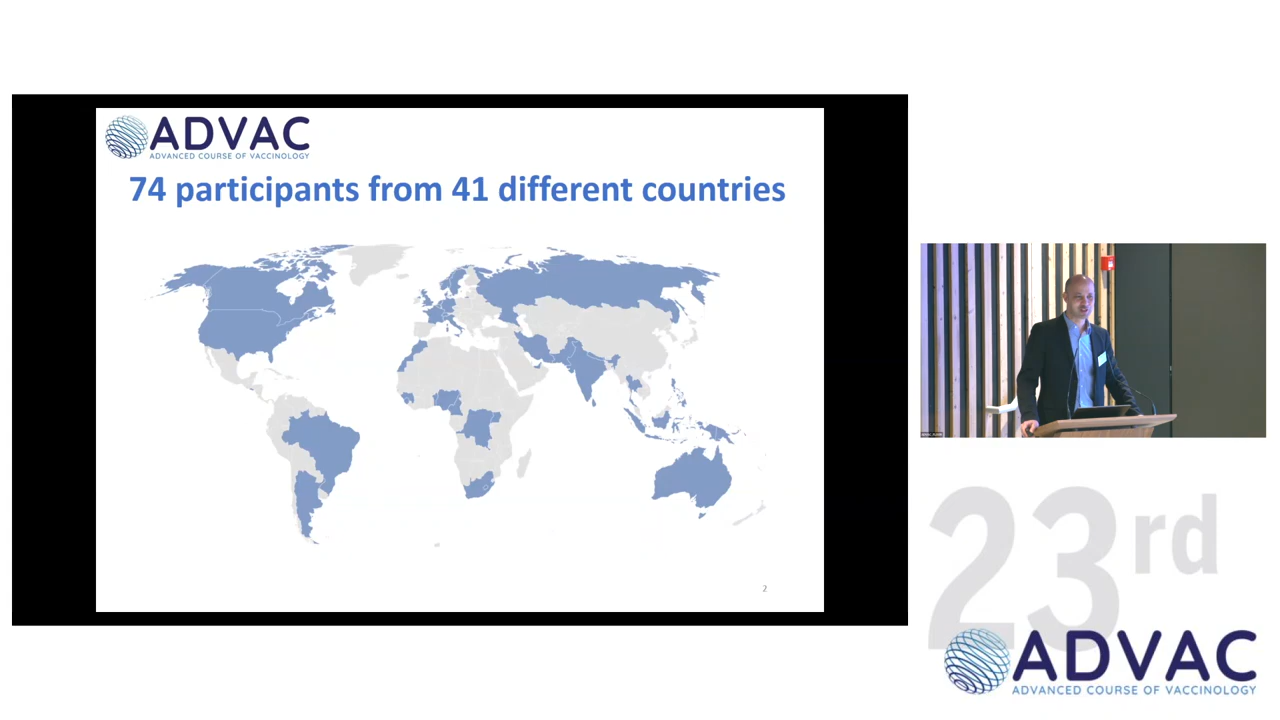 ADVAC
ADVANCED COURSE OF VACCINOLOGY
74 participants from 41 different countries
2
23rd
ADVAC
ADVANCED COURSE OF VACCINOLOGY